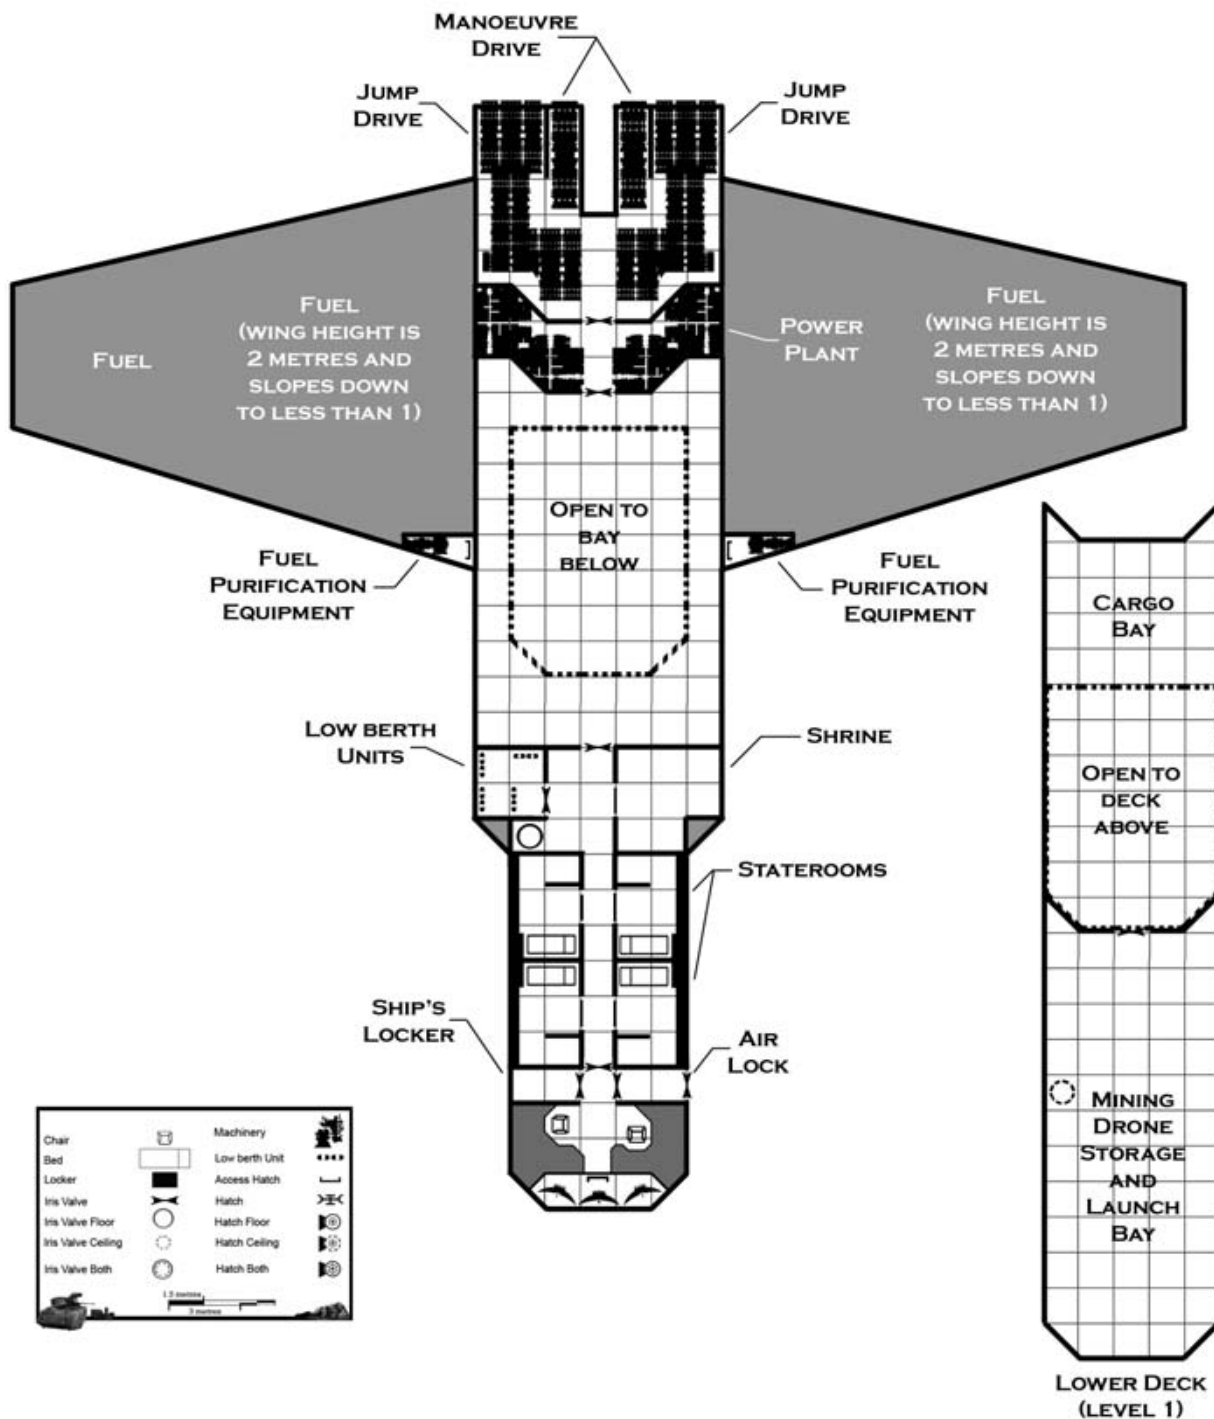 MANOEUVRE
DRIVE
JUMP
DRIVE
JUMP
DRIVE
FUEL
FUEL
(WING HEIGHT IS
2 METRES AND
SLOPES DOWN
TO LESS THAN 1)
POWER
PLANT
FUEL
(WING HEIGHT IS
2 METRES AND
SLOPES DOWN
TO LESS THAN 1)
OPEN TO
BAY
BELOW
FUEL
PURIFICATION
EQUIPMENT
FUEL
PURIFICATION
EQUIPMENT
LOW BERTH
UNITS
SHRINE
STATEROOMS
SHIP'S
LOCKER
AIR
LOCK
CARGO
BAY
OPEN TO
DECK
ABOVE
MINING
DRONE
STORAGE
AND
LAUNCH
BAY
LOWER DECK
(LEVEL 1)
Chair
Bed
Locker
Iris Valve
Iris Valve Floor
Iris Valve Ceiling
Iris Valve Both
Machinery
Low berth Unit
Access Hatch
Hatch
Hatch Floor
Hatch Ceiling
Hatch Both
1.5 metres
3 metres